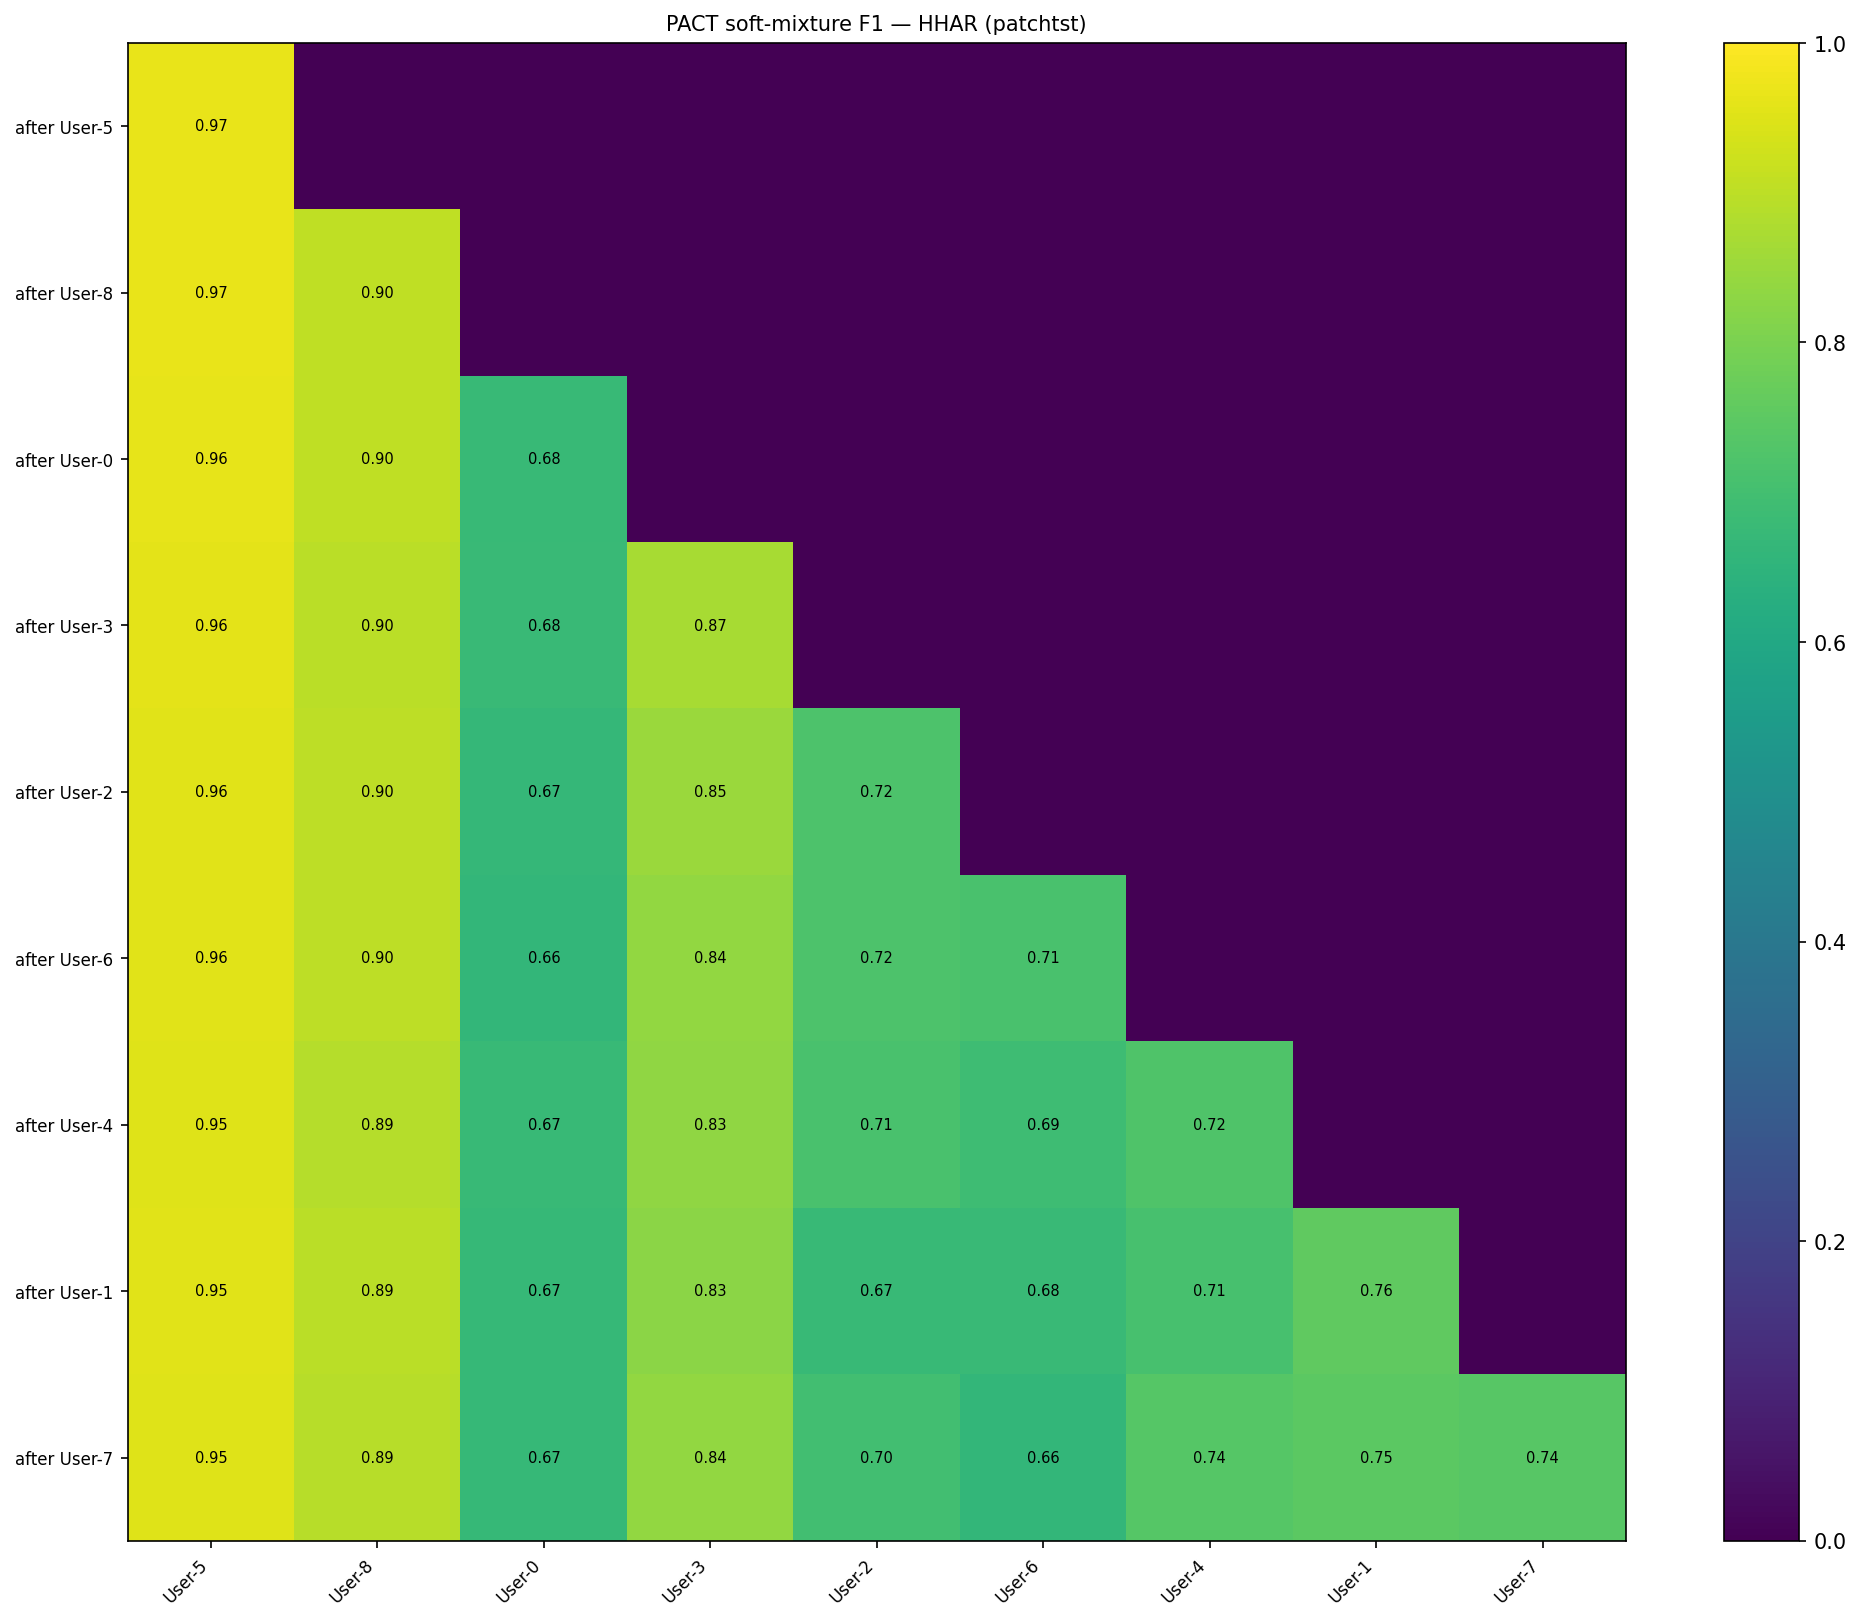 PACT soft-mixture F1 — HHAR (patchtst)
1.0
after User-5 0.97
after User-8 0.97 0.90
0.8
after User-0 0.96 0.90 0.68
after User-3 0.96 0.90 0.68 0.87
0.6
after User-2 0.96 0.90 0.67 0.85 0.72
0.4
after User-6 0.96 0.90 0.66 0.84 0.72 0.71
after User-4 0.95 0.89 0.67 0.83 0.71 0.69 0.72
0.2
after User-1 0.95 0.89 0.67 0.83 0.67 0.68 0.71 0.76
after User-7 0.95 0.89 0.67 0.84 0.70 0.66 0.74 0.75 0.74
0.0
User-5 User-8 User-0 User-3 User-2 User-6 User-4 User-1 User-7